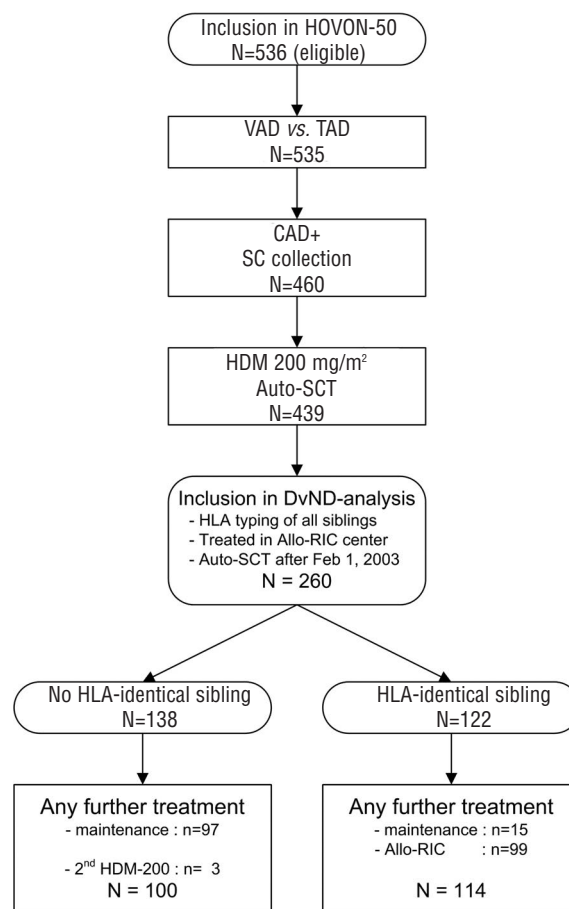 Inclusion in HOVON-50
N=536 (eligible)
VAD vs. TAD
N=535
CAD+
SC collection
N=460
HDM 200 mg/m²
Auto-SCT
N=439
Inclusion in DvND-analysis
- HLA typing of all siblings
- Treated in Allo-RIC center
- Auto-SCT after Feb 1, 2003
N = 260
No HLA-identical sibling
N=138
HLA-identical sibling
N=122
Any further treatment
- maintenance : n=97
- 2nd HDM-200 : n= 3
N = 100
Any further treatment
- maintenance : n=15
- Allo-RIC : n=99
N = 114